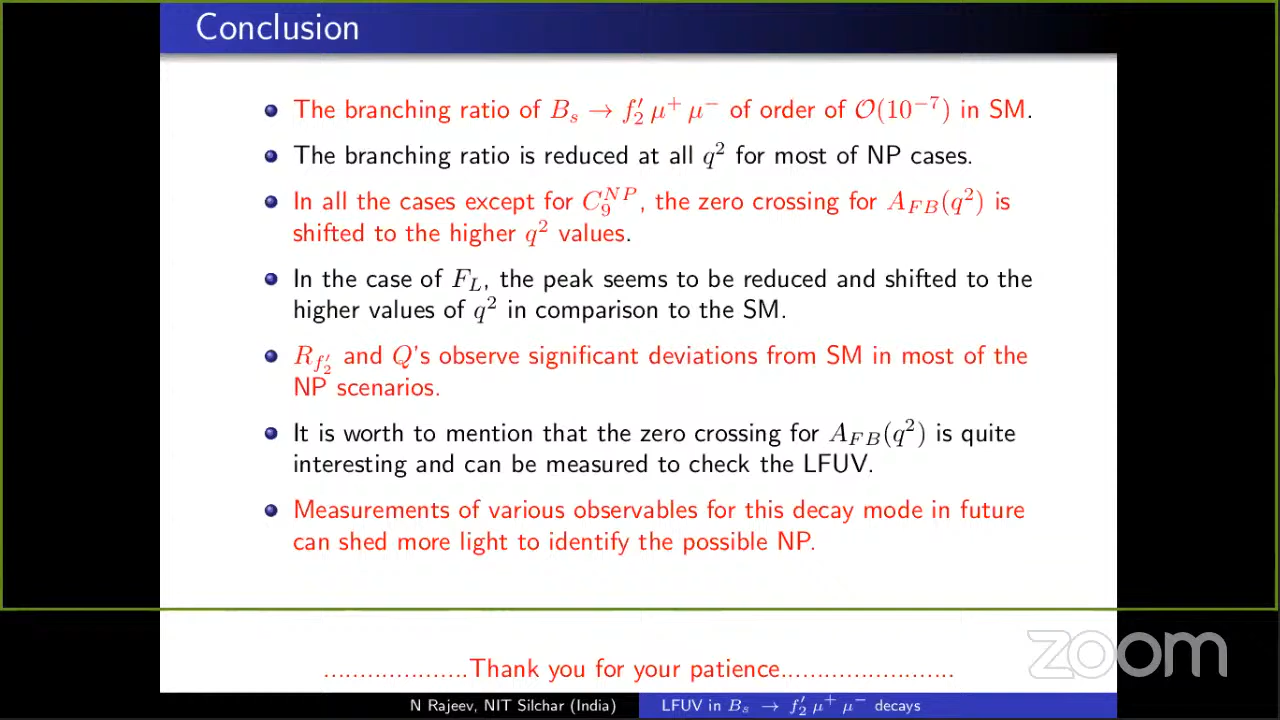 Conclusion
The branching ratio of $B_s \to f_2' \, \mu^+ \, \mu^-$ of order of $\mathcal{O}(10^{-7})$ in SM.
The branching ratio is reduced at all $q^2$ for most of NP cases.
In all the cases except for $C_9^{NP}$, the zero crossing for $A_{FB}(q^2)$ is
shifted to the higher $q^2$ values.
In the case of $F_L$, the peak seems to be reduced and shifted to the
higher values of $q^2$ in comparison to the SM.
$R_{f_2'}$ and $Q$'s observe significant deviations from SM in most of the
NP scenarios.
It is worth to mention that the zero crossing for $A_{FB}(q^2)$ is quite
interesting and can be measured to check the LFUV.
Measurements of various observables for this decay mode in future
can shed more light to identify the possible NP.
...................Thank you for your patience.......................
zoom
N Rajeev, NIT Silchar (India) LFUV in $B_s \to f_2' \, \mu^+ \, \mu^-$ decays